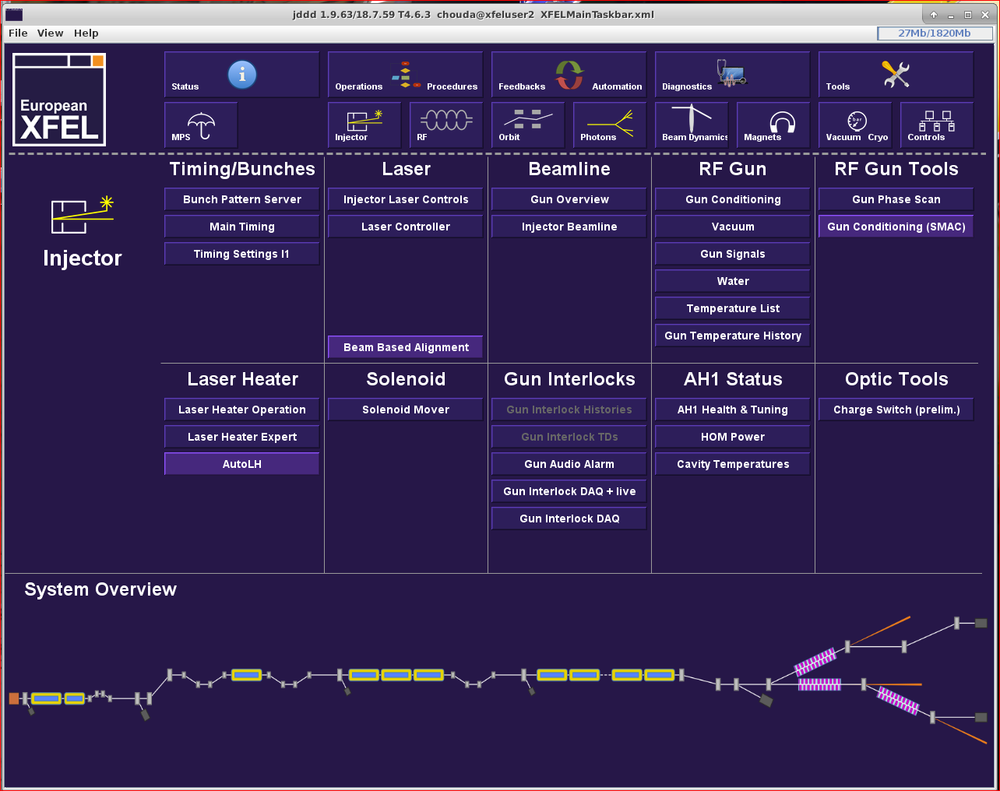 jddd 1.9.63/18.7.59 T4.6.3 chouda@xfeluser2 XFELMainTaskbar.xml
File View Help
27Mb/1820Mb
European
XFEL
Status
Operations Procedures
Feedbacks Automation
Diagnostics
Tools
MPS
Injector
RF
Orbit
Photons
Beam Dynamics
Magnets
bar
Vacuum Cryo
Controls
Injector
Timing/Bunches
Bunch Pattern Server
Main Timing
Timing Settings I1
Laser
Injector Laser Controls
Laser Controller
Beam Based Alignment
Beamline
Gun Overview
Injector Beamline
RF Gun
Gun Conditioning
Vacuum
Gun Signals
Water
Temperature List
Gun Temperature History
RF Gun Tools
Gun Phase Scan
Gun Conditioning (SMAC)
Laser Heater
Laser Heater Operation
Laser Heater Expert
AutoLH
Solenoid
Solenoid Mover
Gun Interlocks
Gun Interlock Histories
Gun Interlock TDs
Gun Audio Alarm
Gun Interlock DAQ + live
Gun Interlock DAQ
AH1 Status
AH1 Health & Tuning
HOM Power
Cavity Temperatures
Optic Tools
Charge Switch (prelim.)
System Overview